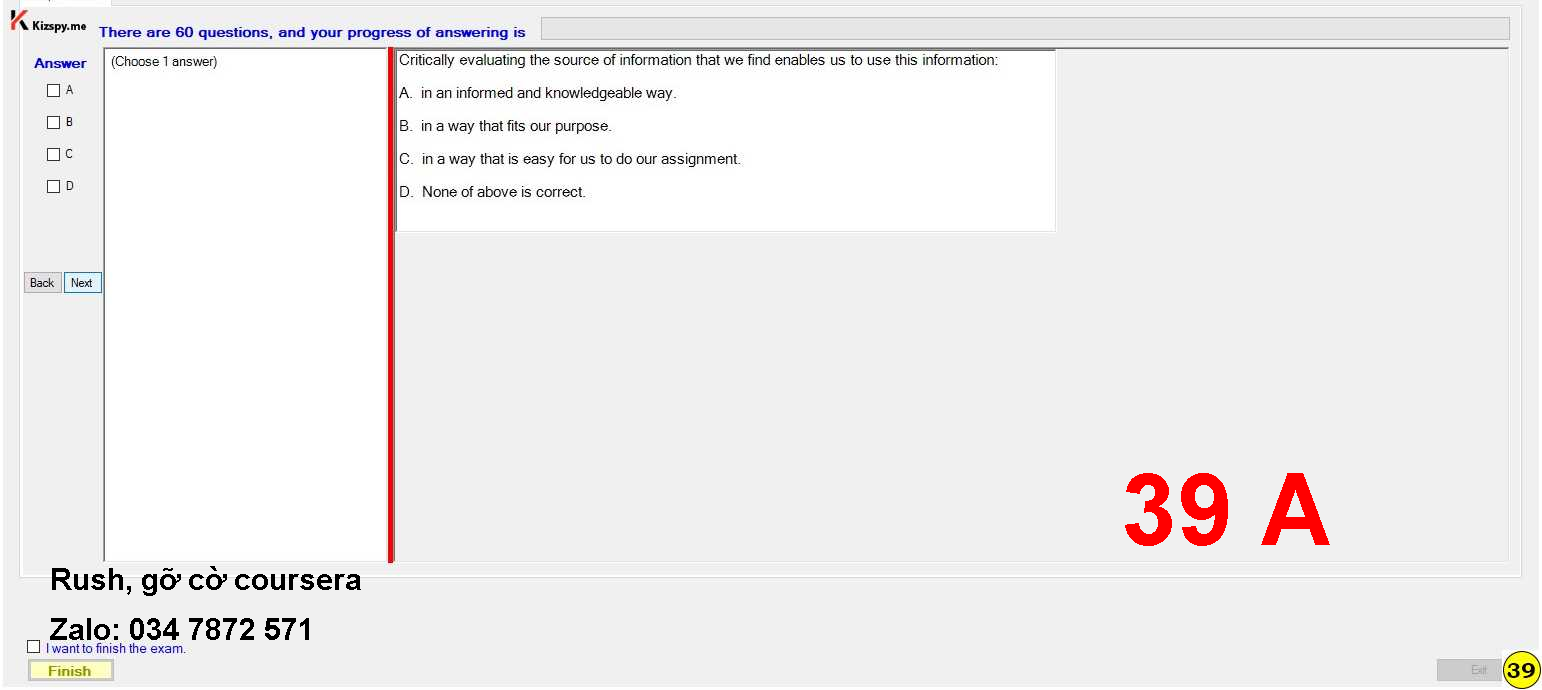 Kizspy.me
There are 60 questions, and your progress of answering is
Answer
(Choose 1 answer)
A
B
C
D
Back
Next
Critically evaluating the source of information that we find enables us to use this information:
A. in an informed and knowledgeable way.
B. in a way that fits our purpose.
C. in a way that is easy for us to do our assignment.
D. None of above is correct.
39 A
Rush, gỡ cờ coursera
Zalo: 034 7872 571
I want to finish the exam.
Finish
Exit
39